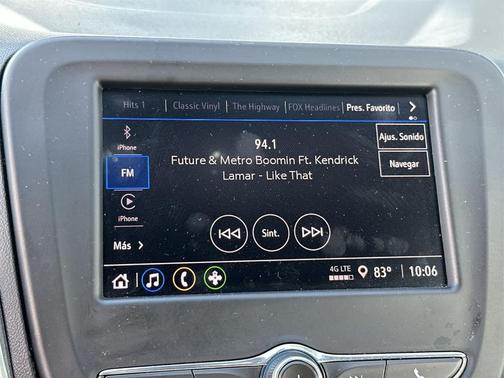 Hits 1 Classic Vinyl The Highway FOX Headlines Pres. Favorito
iPhone
94.1
Ajus. Sonido
FM
Future & Metro Boomin Ft. Kendrick
Lamar - Like That
Navegar
iPhone
Sint.
Más
4G LTE
83° 10:06